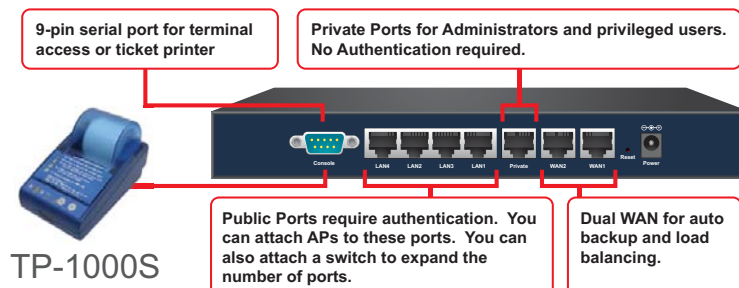 9-pin serial port for terminal
access or ticket printer
Private Ports for Administrators and privileged users.
No Authentication required.
Console
LAN4
LAN2
LAN3
LAN1
Private
WAN2
WAN1
Reset
Power
TP-1000S
Public Ports require authentication. You
can attach APs to these ports. You can
also attach a switch to expand the
number of ports.
Dual WAN for auto
backup and load
balancing.